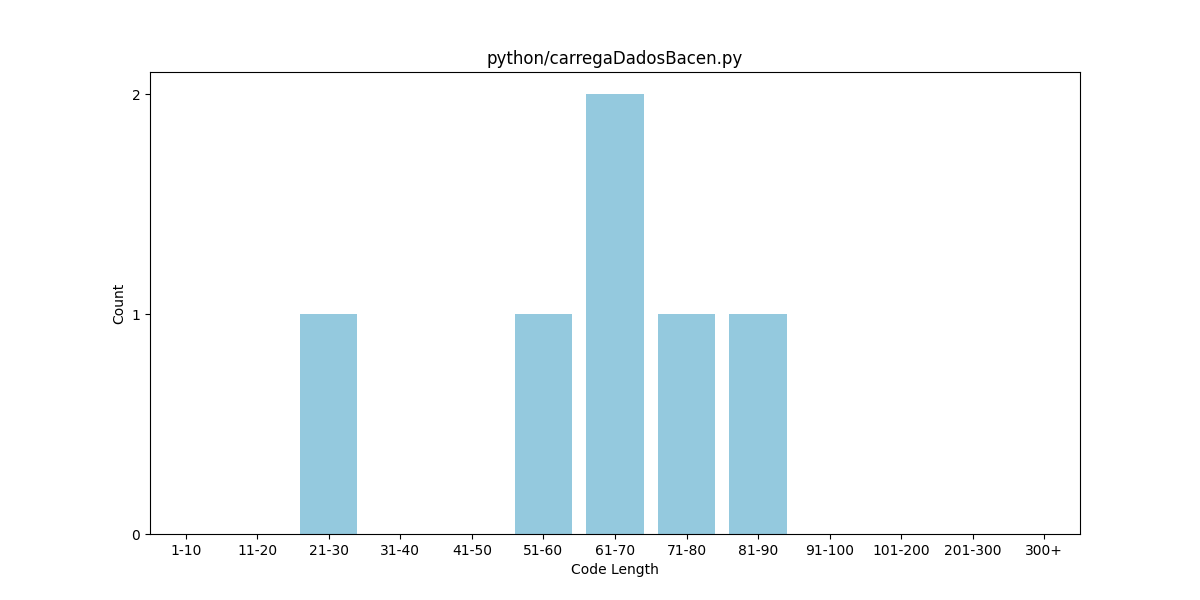 python/carregaDadosBacen.py
2
1
0
Count
1-10 11-20 21-30 31-40 41-50 51-60 61-70 71-80 81-90 91-100 101-200 201-300 300+
Code Length